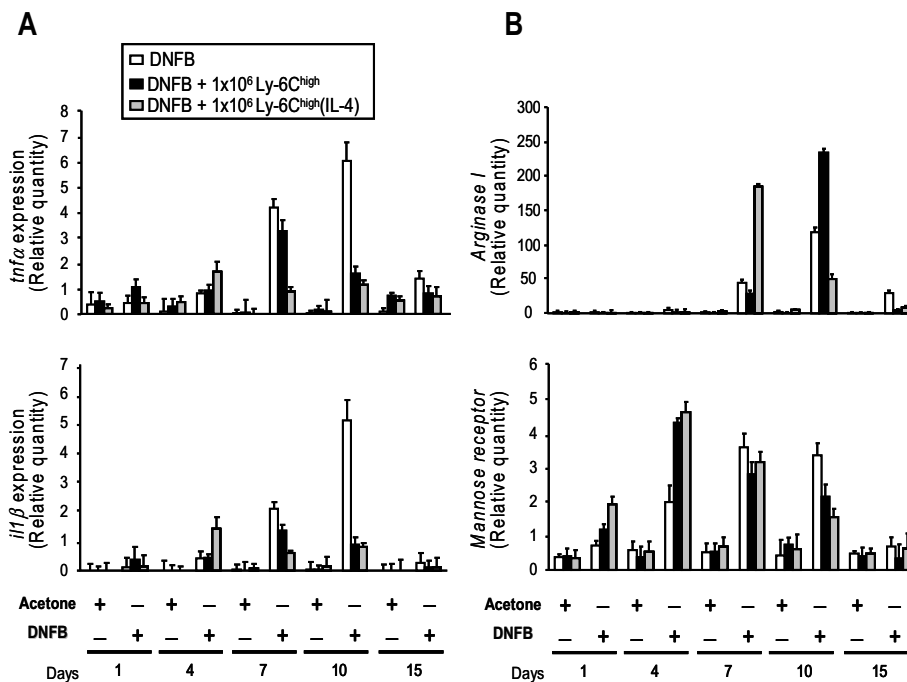 A
B
DNFB
DNFB + 1x10⁶ Ly-6Cʰⁱᵍʰ
DNFB + 1x10⁶ Ly-6Cʰⁱᵍʰ(IL-4)
tnfα expression
(Relative quantity)
8
7
6
5
4
3
2
1
0
Arginase I
(Relative quantity)
300
250
200
150
100
50
0
il1β expression
(Relative quantity)
7
6
5
4
3
2
1
0
Mannose receptor
(Relative quantity)
6
5
4
3
2
1
0
Acetone + – + – + – + – + –
DNFB – + – + – + – + – +
Days 1 4 7 10 15
Acetone + – + – + – + – + –
DNFB – + – + – + – + – +
Days 1 4 7 10 15